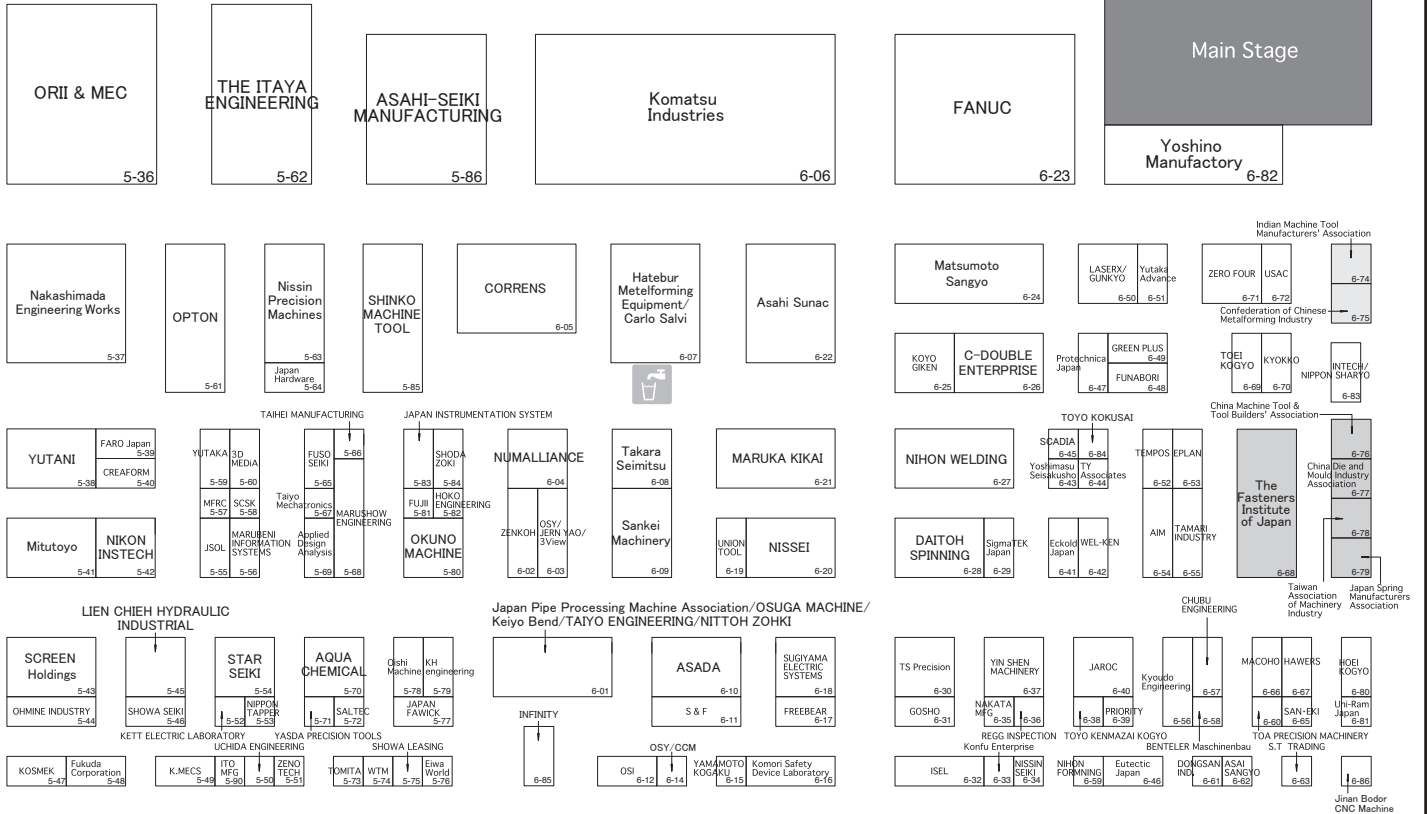 Main Stage
ORII & MEC
5-36
THE ITAYA
ENGINEERING
5-62
ASAHI-SEIKI
MANUFACTURING
5-86
Komatsu
Industries
6-06
FANUC
6-23
Yoshino
Manufactory
6-82
Nakashimada
Engineering Works
5-37
OPTON
5-61
Nissin
Precision
Machines
5-63
Japan
Hardware
5-64
SHINKO
MACHINE
TOOL
5-85
CORRENS
6-05
Hatebur
Metelforming
Equipment/
Carlo Salvi
6-07
Asahi Sunac
6-22
Matsumoto
Sangyo
6-24
LASERX/
GUNKYO
6-50
Yutaka
Advance
6-51
ZERO FOUR
6-71
USAC
6-72
Indian Machine Tool
Manufacturers' Association
6-74
Confederation of Chinese
Metalforming Industry
6-75
KOYO
GIKEN
6-25
C-DOUBLE
ENTERPRISE
6-26
Protechnica
Japan
6-47
GREEN PLUS
6-49
FUNABORI
6-48
TOEI
KOGYO
6-69
KYOKKO
6-70
INTECH/
NIPPON SHARYO
6-83
YUTANI
5-38
FARO Japan
5-39
CREAFORM
5-40
YUTAKA
5-59
3D
MEDiA
5-60
MFRC
5-57
SCSK
5-58
JSOL
5-55
MARUBENI
INFORMATION
SYSTEMS
5-56
TAIHEI MANUFACTURING
5-66
FUSO
SEIKI
5-65
Taiyo
Mechatronics
5-67
MARUSHOW
ENGINEERING
5-68
Applied
Design
Analysis
5-69
JAPAN INSTRUMENTATION SYSTEM
5-83
SHODA
ZOKI
5-84
FUJII
5-81
HOKO
ENGINEERING
5-82
OKUNO
MACHINE
5-80
NUMALLIANCE
6-04
ZENKOH
6-02
OSY/
JERN YAO/
3View
6-03
Takara
Seimitsu
6-08
Sankei
Machinery
6-09
MARUKA KIKAI
6-21
UNION
TOOL
6-19
NISSEI
6-20
Mitutoyo
5-41
NIKON
INSTECH
5-42
NIHON WELDING
6-27
DAITOH
SPINNING
6-28
SigmaTEK
Japan
6-29
TOYO KOKUSAI
6-84
SCADIA
6-45
Yoshimasu
Seisakusho
6-43
TY
Associates
6-44
Eckold
Japan
6-41
WEL-KEN
6-42
TEMPOS
6-52
EPLAN
6-53
AIM
6-54
TAMARI
INDUSTRY
6-55
The
Fasteners
Institute
of Japan
6-68
China Machine Tool &
Tool Builders' Association
6-76
China Die and
Mould Industry
Association
6-77
6-78
6-79
Taiwan
Association
of Machinery
Industry
Japan Spring
Manufacturers
Association
SCREEN
Holdings
5-43
OHMINE INDUSTRY
5-44
LIEN CHIEH HYDRAULIC
INDUSTRIAL
5-45
SHOWA SEIKI
5-46
STAR
SEIKI
5-54
5-52
NIPPON
TAPPER
5-53
KETT ELECTRIC LABORATORY
AQUA
CHEMICAL
5-70
5-71
SALTEC
5-72
YASDA PRECISION TOOLS
Oishi
Machine
5-78
KH
engineering
5-79
JAPAN
FAWICK
5-77
Japan Pipe Processing Machine Association/OSUGA MACHINE/
Keiyo Bend/TAIYO ENGINEERING/NITTOH ZOHKI
6-01
ASADA
6-10
S & F
6-11
SUGIYAMA
ELECTRIC
SYSTEMS
6-18
FREEBEAR
6-17
TS Precision
6-30
GOSHO
6-31
YIN SHEN
MACHINERY
6-37
NAKATA
MFG
6-35
6-36
REGG INSPECTION
JAROC
6-40
6-38
PRIORITY
6-39
TOYO KENMAZAI KOGYO
CHUBU
ENGINEERING
6-57
Kyoudo
Engineering
6-56
6-58
BENTELER Maschinenbau
MACOHO
6-66
HAWERS
6-67
6-60
SAN･EKI
6-65
TOA PRECISION MACHINERY
HOEI
KOGYO
6-80
Uni-Ram
Japan
6-81
KOSMEK
5-47
Fukuda
Corporation
5-48
K.MECS
5-49
ITO
MFG
5-90
UCHIDA ENGINEERING
5-50
ZENO
TECH
5-51
TOMITA
5-73
WTM
5-74
SHOWA LEASING
5-75
Eiwa
World
5-76
INFINITY
6-85
OSI
6-12
OSY/CCM
6-14
YAMAMOTO
KOGAKU
6-15
Komori Safety
Device Laboratory
6-16
ISEL
6-32
Konfu Enterprise
6-33
NISSIN
SEIKI
6-34
NIHON
FORMNING
6-59
Eutectic
Japan
6-46
DONGSAN
IND.
6-61
ASAI
SANGYO
6-62
S.T TRADING
6-63
6-86
Jinan Bodor
CNC Machine